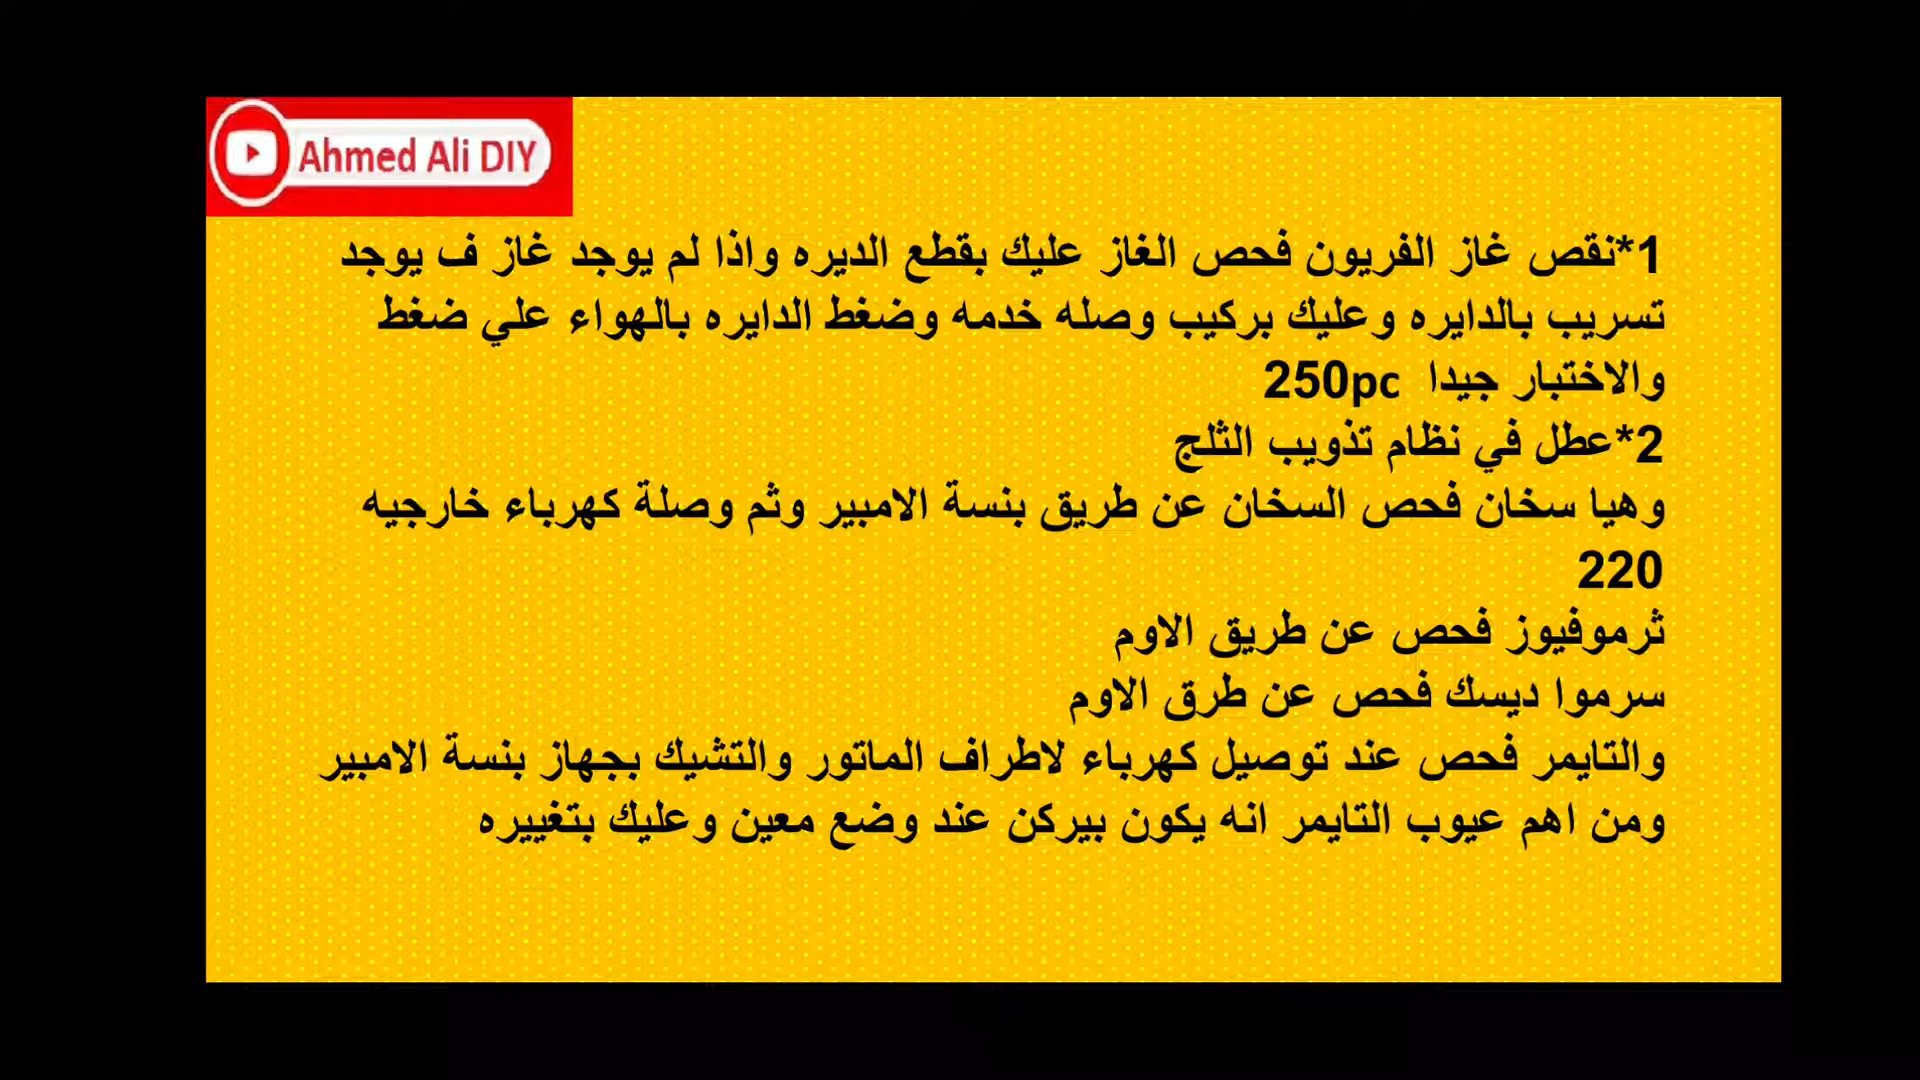 Ahmed Ali DIY
1*نقص غاز الفريون فحص الغاز عليك بقطع الديره واذا لم يوجد غاز ف يوجد
تسريب بالدايره وعليك بركيب وصله خدمه وضغط الدايره بالهواء علي ضغط
250pc والاختبار جيدا
2*عطل في نظام تذويب الثلج
وهيا سخان فحص السخان عن طريق بنسة الامبير وثم وصلة كهرباء خارجيه
220
ثرموفيوز فحص عن طريق الاوم
سرموا ديسك فحص عن طرق الاوم
والتايمر فحص عند توصيل كهرباء لاطراف الماتور والتشيك بجهاز بنسة الامبير
ومن اهم عيوب التايمر انه يكون بيركن عند وضع معين وعليك بتغييره